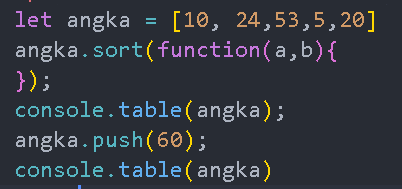 let angka = [10, 24,53,5,20]
angka.sort(function(a,b){
});
console.table(angka);
angka.push(60);
console.table(angka)